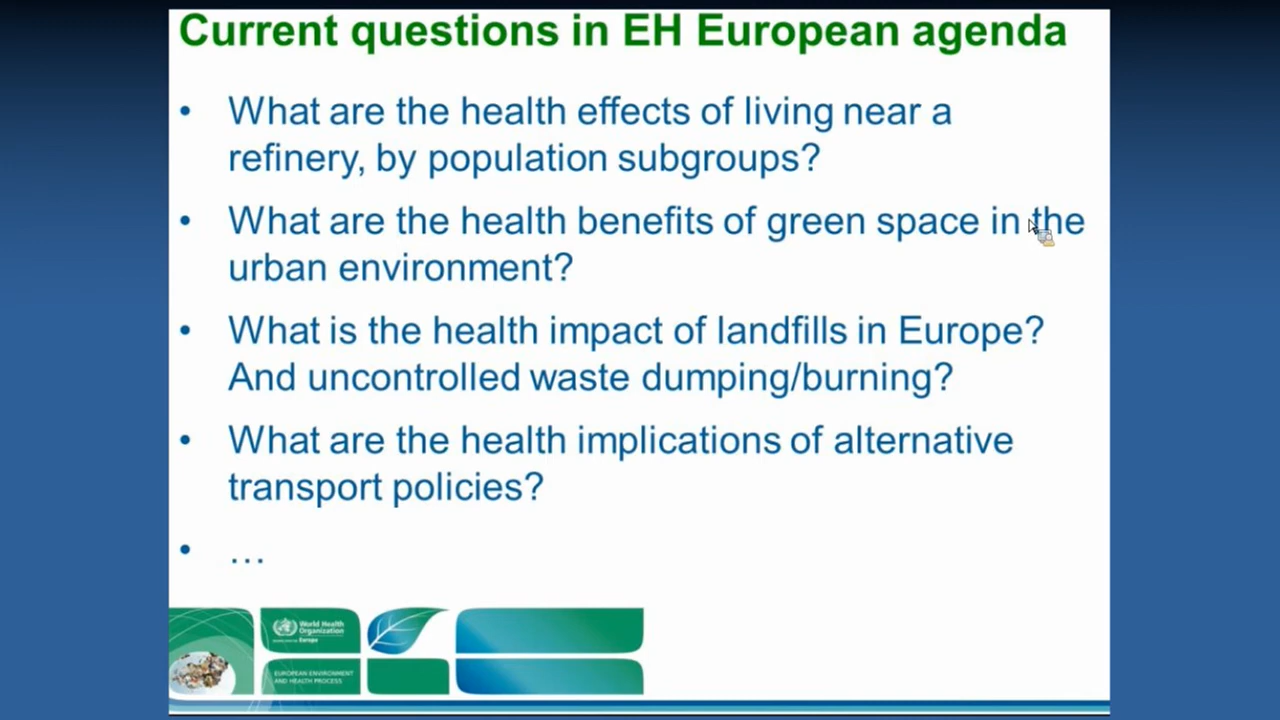 Current questions in EH European agenda
• What are the health effects of living near a
refinery, by population subgroups?
• What are the health benefits of green space in the
urban environment?
• What is the health impact of landfills in Europe?
And uncontrolled waste dumping/burning?
• What are the health implications of alternative
transport policies?
• …
World Health
Organization
Europe
EUROPEAN ENVIRONMENT
AND HEALTH PROCESS